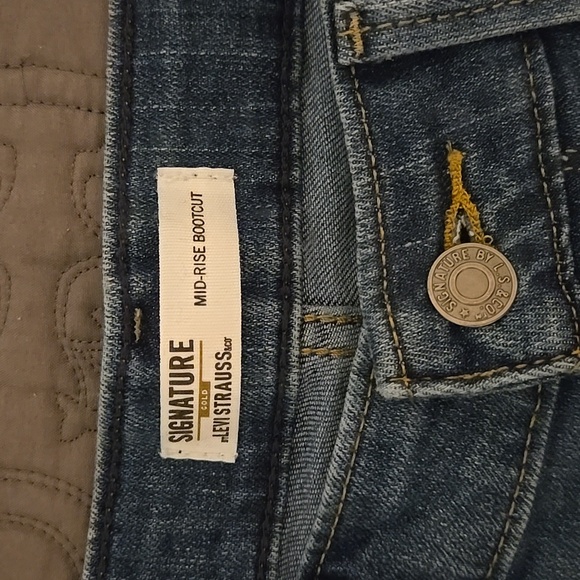 SIGNATURE
GOLD
BY LEVI STRAUSS & CO.
MID-RISE BOOTCUT
SIGNATURE BY L. S. & CO.